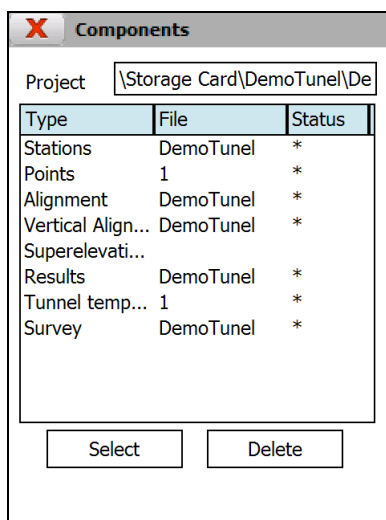 X Components
Project \Storage Card\DemoTunel\De
Type File Status
Stations DemoTunel *
Points 1 *
Alignment DemoTunel *
Vertical Align... DemoTunel *
Superelevati...
Results DemoTunel *
Tunnel temp... 1 *
Survey DemoTunel *
Select Delete